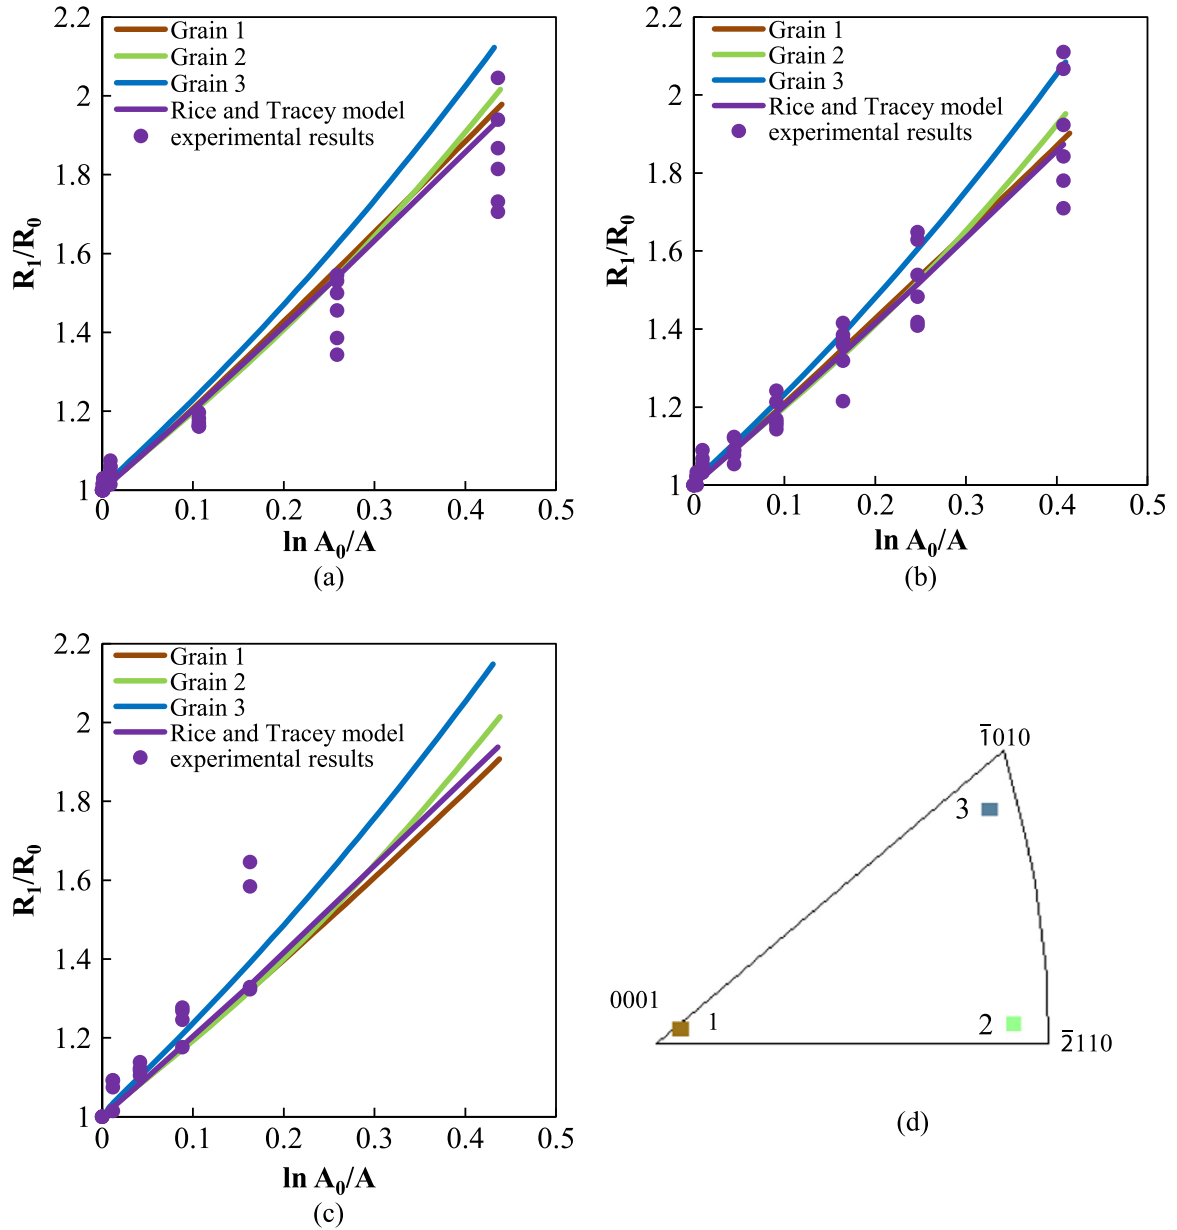 2.2
2
1.8
1.6
1.4
1.2
1
R₁/R₀
Grain 1
Grain 2
Grain 3
Rice and Tracey model
experimental results
0 0.1 0.2 0.3 0.4 0.5
ln A₀/A
(a)
2.2
2
1.8
1.6
1.4
1.2
1
R₁/R₀
Grain 1
Grain 2
Grain 3
Rice and Tracey model
experimental results
0 0.1 0.2 0.3 0.4 0.5
ln A₀/A
(b)
2.2
2
1.8
1.6
1.4
1.2
1
R₁/R₀
Grain 1
Grain 2
Grain 3
Rice and Tracey model
experimental results
0 0.1 0.2 0.3 0.4 0.5
ln A₀/A
(c)
1̅010
3
0001
1
2
2̅110
(d)